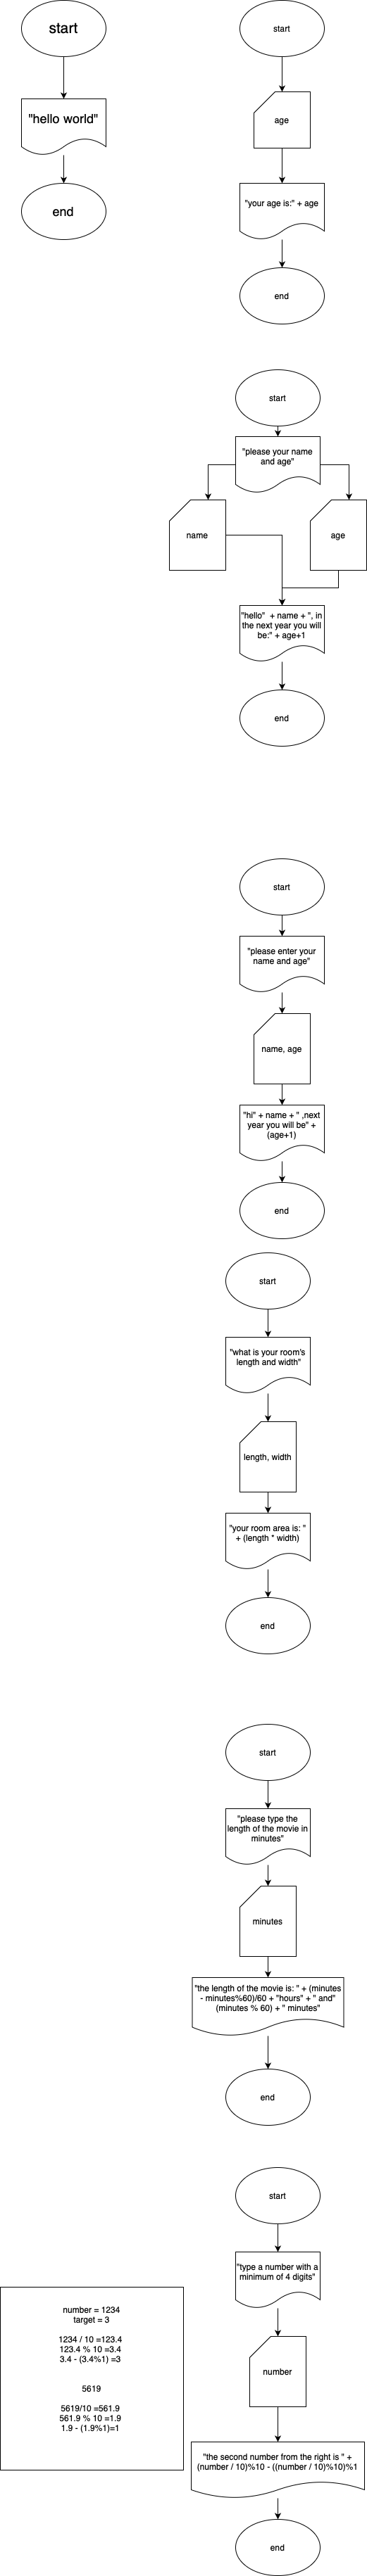 start
"hello world"
end
start
age
"your age is:" + age
end
start
"please your name
and age"
name
age
"hello"  + name + ", in
the next year you will
be:" + age+1
end
start
"please enter your
name and age"
name, age
"hi" + name + " ,next
year you will be" +
(age+1)
end
start
"what is your room's
length and width"
length, width
"your room area is: "
+ (length * width)
end
start
"please type the
length of the movie in
minutes"
minutes
"the length of the movie is: " + (minutes
- minutes%60)/60 + "hours" + " and"
(minutes % 60) + " minutes"
end
start
"type a number with a
minimum of 4 digits"
number
"the second number from the right is " +
(number / 10)%10 - ((number / 10)%10)%1
end
number = 1234
target = 3
1234 / 10 =123.4
123.4 % 10 =3.4
3.4 - (3.4%1) =3
5619
5619/10 =561.9
561.9 % 10 =1.9
1.9 - (1.9%1)=1